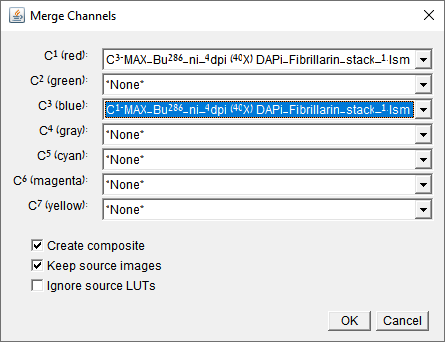 Merge Channels
C1 (red): C3-MAX_Bu286_ni_4dpi (40X) DAPi_Fibrillarin_stack_1.lsm
C2 (green): *None*
C3 (blue): C1-MAX_Bu286_ni_4dpi (40X) DAPi_Fibrillarin_stack_1.lsm
C4 (gray): *None*
C5 (cyan): *None*
C6 (magenta): *None*
C7 (yellow): *None*
Create composite
Keep source images
Ignore source LUTs
OK Cancel